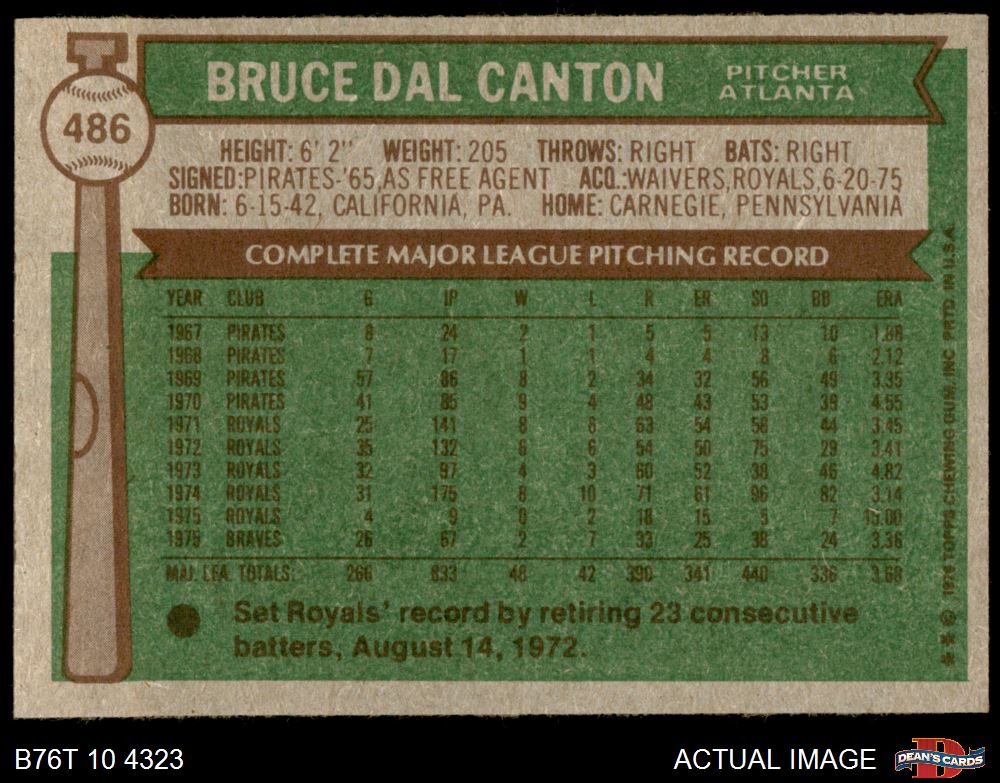 BRUCE DAL CANTON
PITCHER
ATLANTA
486
HEIGHT: 6' 2" WEIGHT: 205 THROWS: RIGHT BATS: RIGHT
SIGNED: PIRATES-'65, AS FREE AGENT ACQ.: WAIVERS, ROYALS, 6-20-75
BORN: 6-15-42, CALIFORNIA, PA. HOME: CARNEGIE, PENNSYLVANIA
COMPLETE MAJOR LEAGUE PITCHING RECORD
YEAR CLUB G IP W L R ER SO BB ERA
1967 PIRATES 8 24 2 1 5 5 13 10 1.88
1968 PIRATES 7 17 1 1 4 4 8 6 2.12
1969 PIRATES 57 86 8 2 34 32 56 49 3.35
1970 PIRATES 41 85 9 4 48 43 53 39 4.55
1971 ROYALS 25 141 8 6 63 54 58 44 3.45
1972 ROYALS 35 132 6 6 54 50 75 29 3.41
1973 ROYALS 32 97 4 3 60 52 38 46 4.82
1974 ROYALS 31 175 8 10 71 61 96 82 3.14
1975 ROYALS 4 9 0 2 18 15 5 7 15.00
1975 BRAVES 26 67 2 7 33 25 38 24 3.36
MAJ. LEA. TOTALS: 266 833 48 42 390 341 440 336 3.68
Set Royals' record by retiring 23 consecutive
batters, August 14, 1972.
* * © 1976 TOPPS CHEWING GUM, INC PRTD. IN U.S.A.
B76T 10 4323
ACTUAL IMAGE
D
DEAN'S CARDS